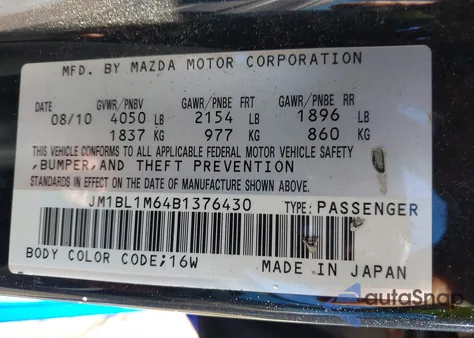 MFD. BY MAZDA MOTOR CORPORATION
DATE GVWR/PNBV GAWR/PNBE FRT GAWR/PNBE RR
08/10 4050 LB 2154 LB 1896 LB
1837 KG 977 KG 860 KG
THIS VEHICLE CONFORMS TO ALL APPLICABLE FEDERAL MOTOR VEHICLE SAFETY
,BUMPER,AND THEFT PREVENTION
STANDARDS IN EFFECT ON THE DATE OF MANUFACTURE SHOWN ABOVE.
JM1BL1M64B1376430 TYPE: PASSENGER
BODY COLOR CODE;16W MADE IN JAPAN
autoSnap